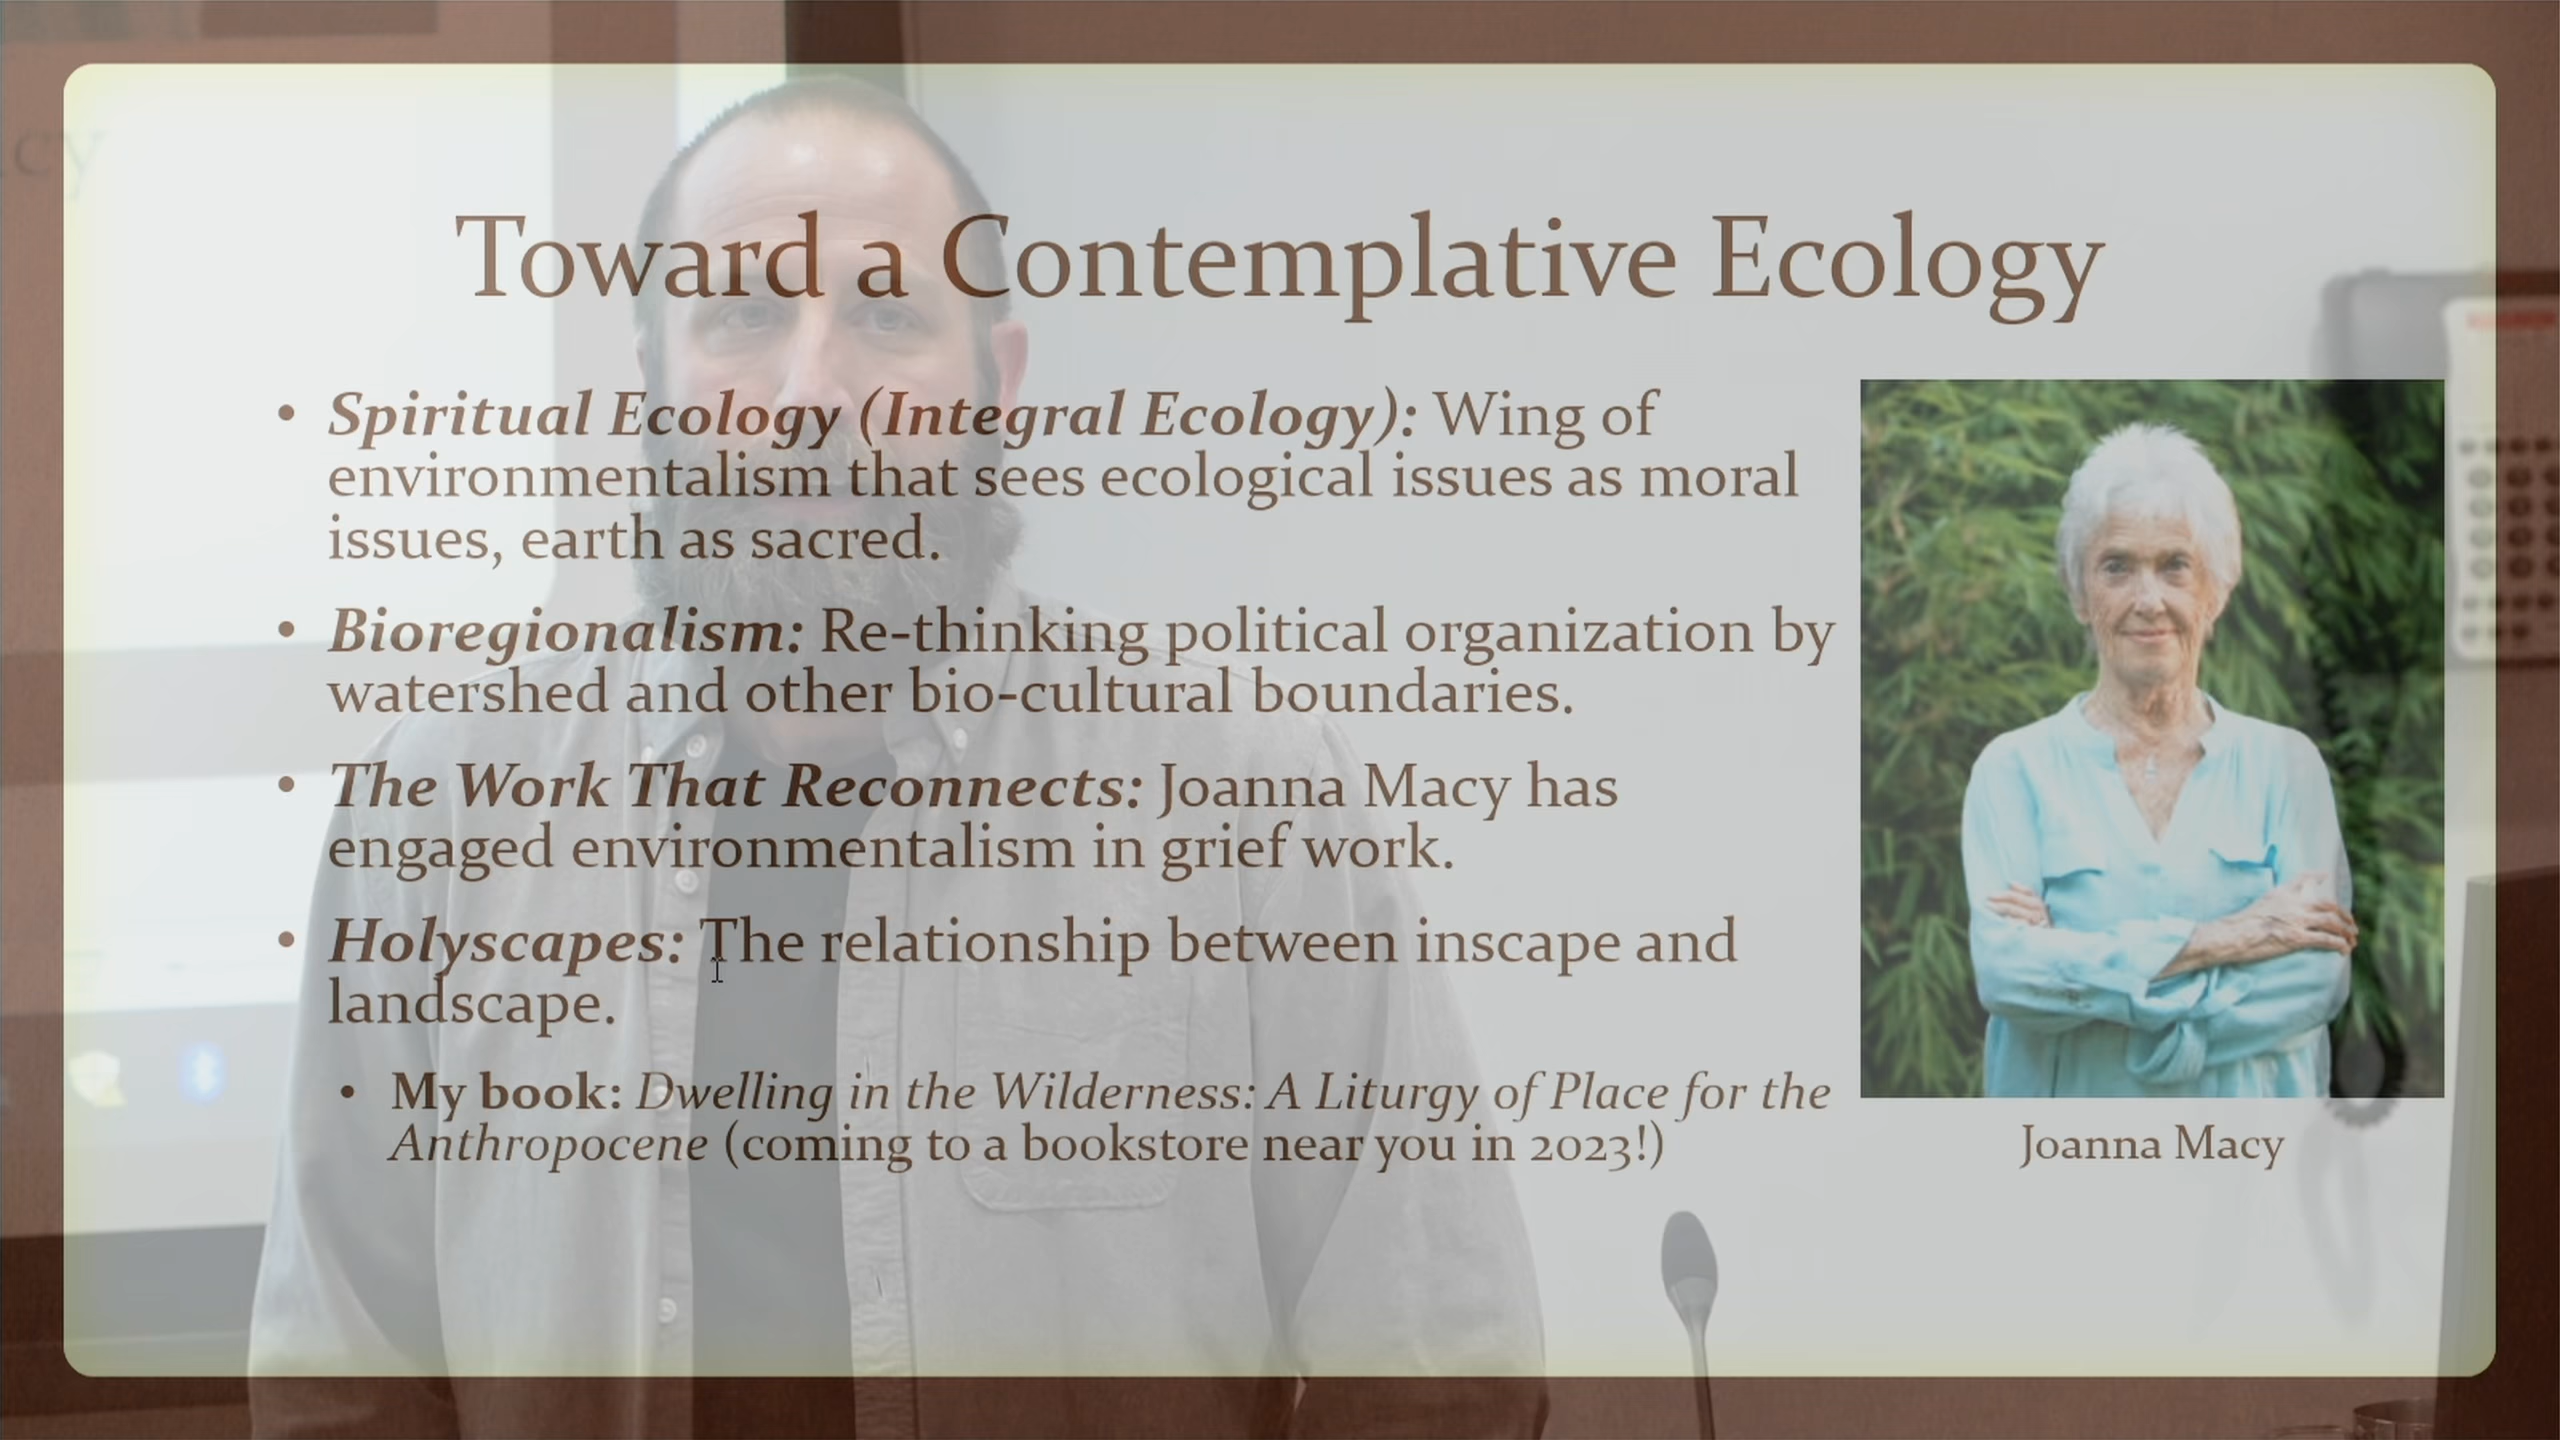 Toward a Contemplative Ecology
• Spiritual Ecology (Integral Ecology): Wing of
environmentalism that sees ecological issues as moral
issues, earth as sacred.
• Bioregionalism: Re-thinking political organization by
watershed and other bio-cultural boundaries.
• The Work That Reconnects: Joanna Macy has
engaged environmentalism in grief work.
• Holyscapes: The relationship between inscape and
landscape.
• My book: Dwelling in the Wilderness: A Liturgy of Place for the
Anthropocene (coming to a bookstore near you in 2023!)
Joanna Macy
cy